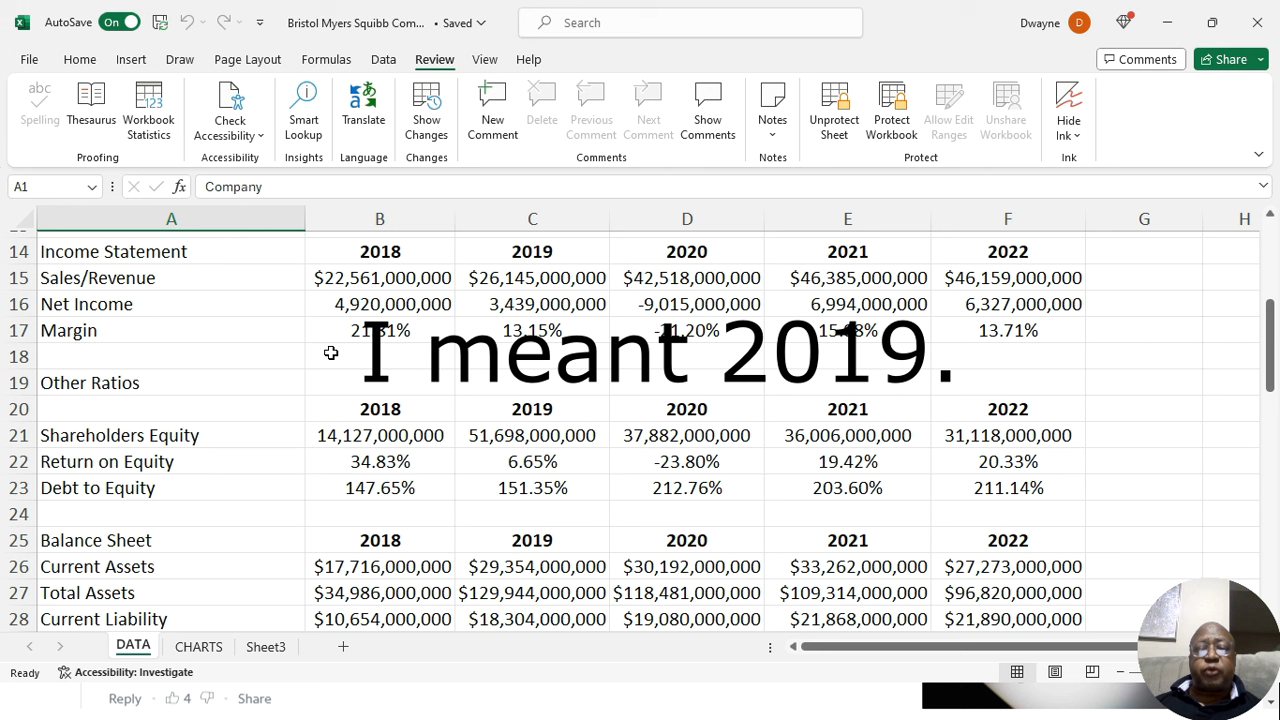 AutoSave On Bristol Myers Squibb Com... • Saved Search Dwayne D
File Home Insert Draw Page Layout Formulas Data Review View Help Comments Share
abc Spelling Thesaurus 123 Workbook Statistics Check Accessibility Smart Lookup Translate Show Changes New Comment Delete Previous Comment Next Comment Show Comments Notes Unprotect Sheet Protect Workbook Allow Edit Ranges Unshare Workbook Hide Ink
Proofing Accessibility Insights Language Changes Comments Notes Protect Ink
A1 fx Company
A B C D E F G H
14 Income Statement 2018 2019 2020 2021 2022
15 Sales/Revenue $22,561,000,000 $26,145,000,000 $42,518,000,000 $46,385,000,000 $46,159,000,000
16 Net Income 4,920,000,000 3,439,000,000 -9,015,000,000 6,994,000,000 6,327,000,000
17 Margin 13.15% 13.71%
I meant 2019.
18
19 Other Ratios
20 2018 2019 2020 2021 2022
21 Shareholders Equity 14,127,000,000 51,698,000,000 37,882,000,000 36,006,000,000 31,118,000,000
22 Return on Equity 34.83% 6.65% -23.80% 19.42% 20.33%
23 Debt to Equity 147.65% 151.35% 212.76% 203.60% 211.14%
24
25 Balance Sheet 2018 2019 2020 2021 2022
26 Current Assets $17,716,000,000 $29,354,000,000 $30,192,000,000 $33,262,000,000 $27,273,000,000
27 Total Assets $34,986,000,000 $129,944,000,000 $118,481,000,000 $109,314,000,000 $96,820,000,000
28 Current Liability $10,654,000,000 $18,304,000,000 $19,080,000,000 $21,868,000,000 $21,890,000,000
DATA CHARTS Sheet3
Ready Accessibility: Investigate
Reply 4 Share